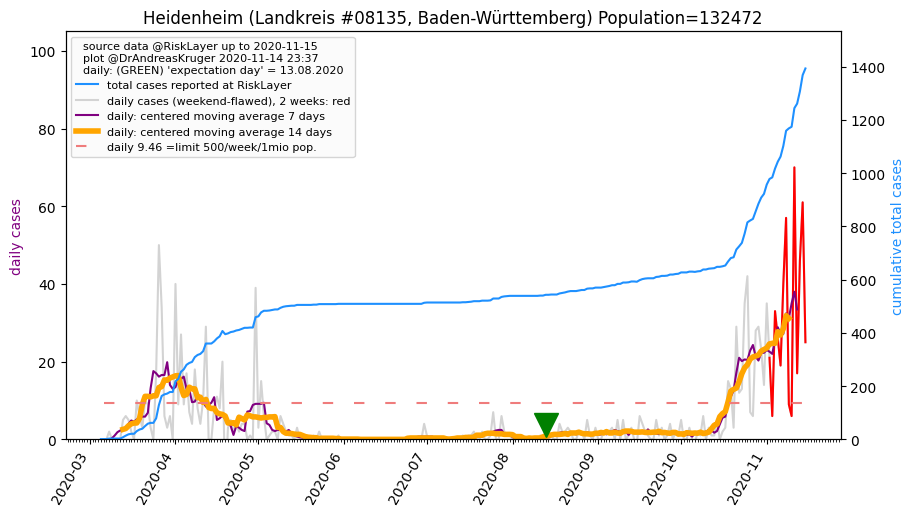 Heidenheim (Landkreis #08135, Baden-Württemberg) Population=132472
source data @RiskLayer up to 2020-11-15
plot @DrAndreasKruger 2020-11-14 23:37
daily: (GREEN) 'expectation day' = 13.08.2020
total cases reported at RiskLayer
daily cases (weekend-flawed), 2 weeks: red
daily: centered moving average 7 days
daily: centered moving average 14 days
daily 9.46 =limit 500/week/1mio pop.
daily cases
100
80
60
40
20
0
cumulative total cases
1400
1200
1000
800
600
400
200
0
2020-03
2020-04
2020-05
2020-06
2020-07
2020-08
2020-09
2020-10
2020-11